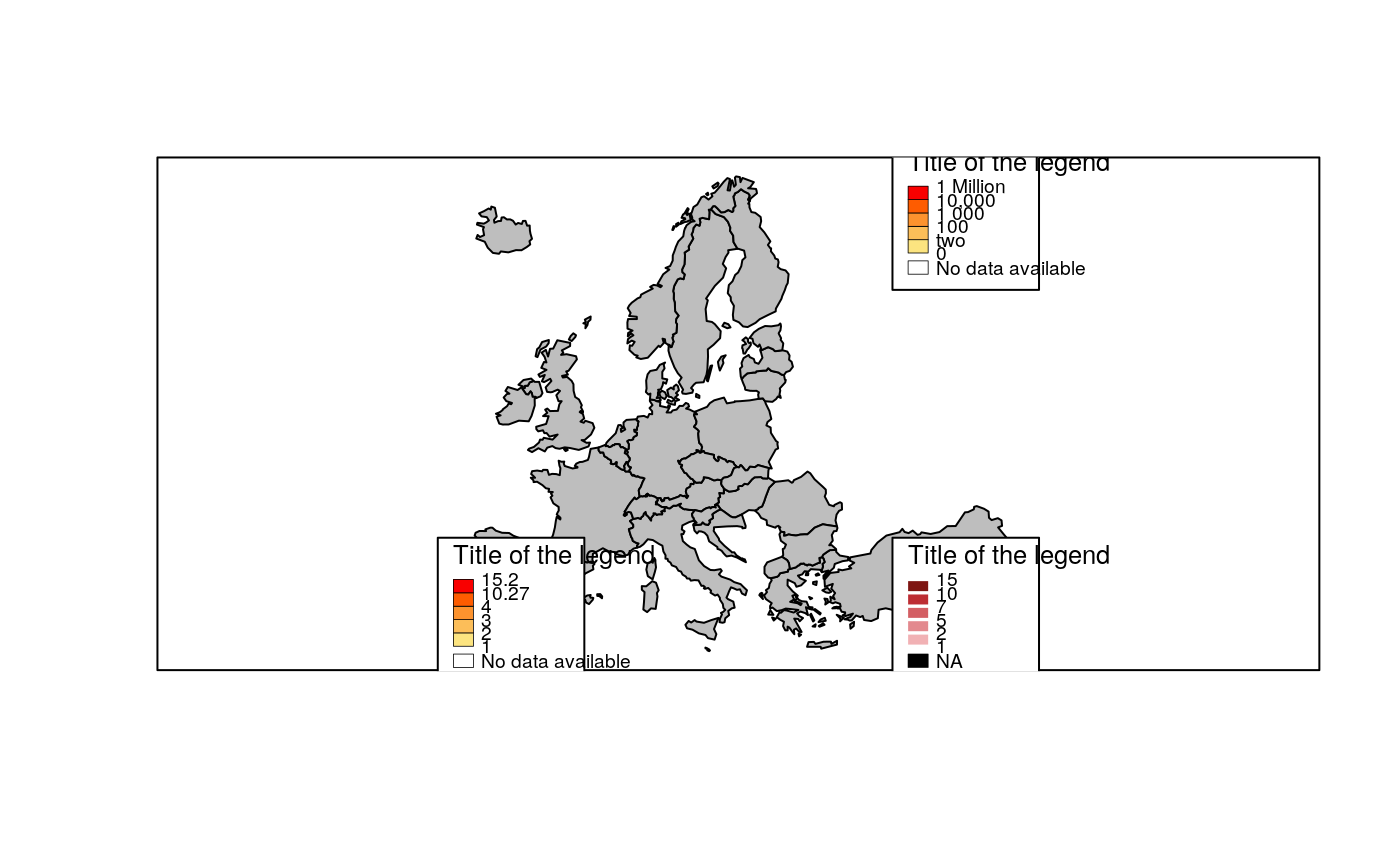 Title of the legend
1 Million
10,000
1 000
100
two
0
No data available
Title of the legend
15.2
10.27
4
3
2
1
No data available
Title of the legend
15
10
7
5
2
1
NA